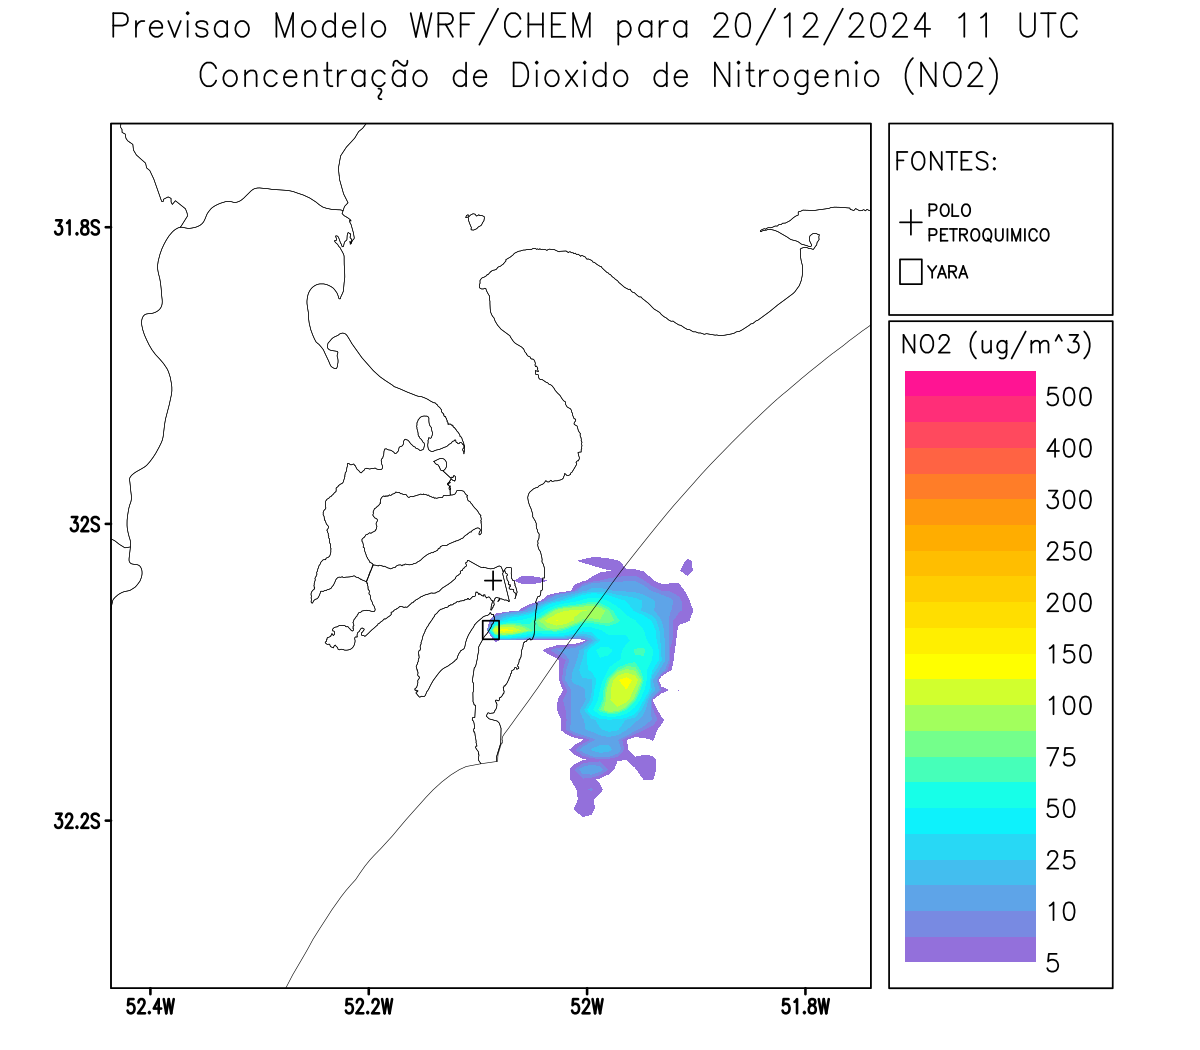 Previsao Modelo WRF/CHEM para 20/12/2024 11 UTC
Concentração de Dioxido de Nitrogenio (NO2)
FONTES:
POLO
PETROQUIMICO
YARA
NO2 (ug/m^3)
500
400
300
250
200
150
100
75
50
25
10
5
31.8S
32S
32.2S
52.4W
52.2W
52W
51.8W